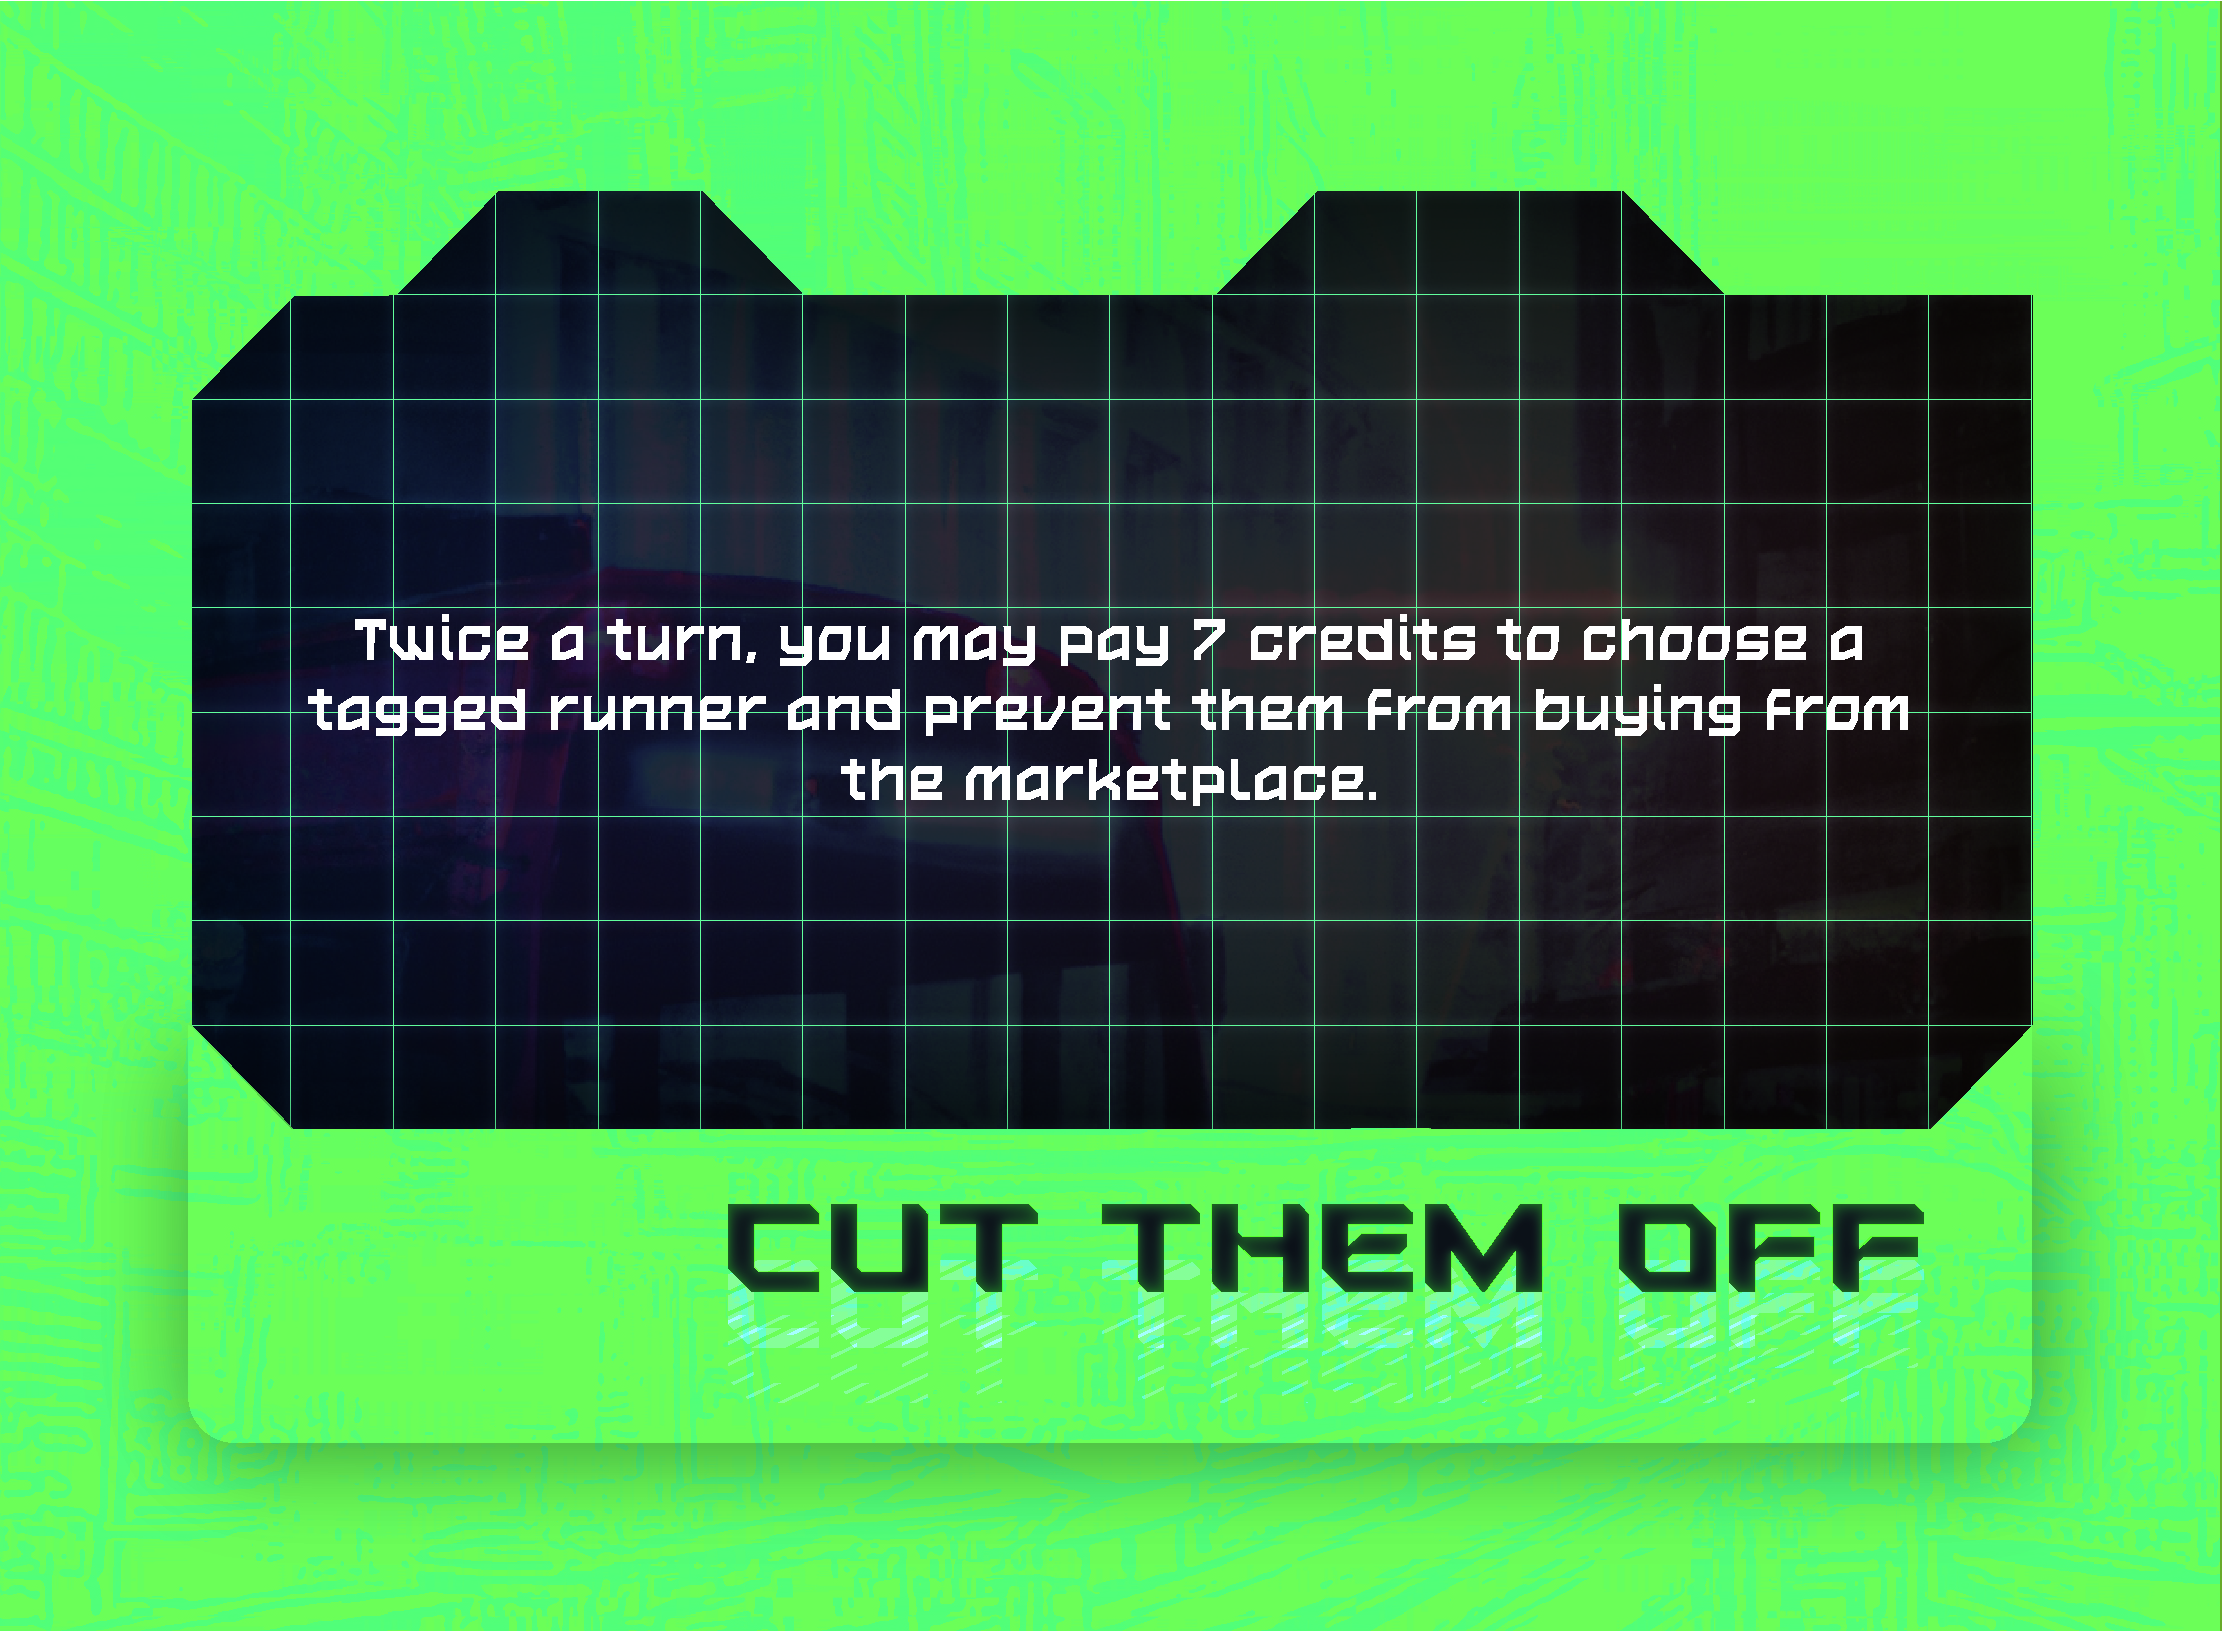 Twice a turn, you may pay 7 credits to choose a
tagged runner and prevent them from buying from
the marketplace.
CUT THEM OFF